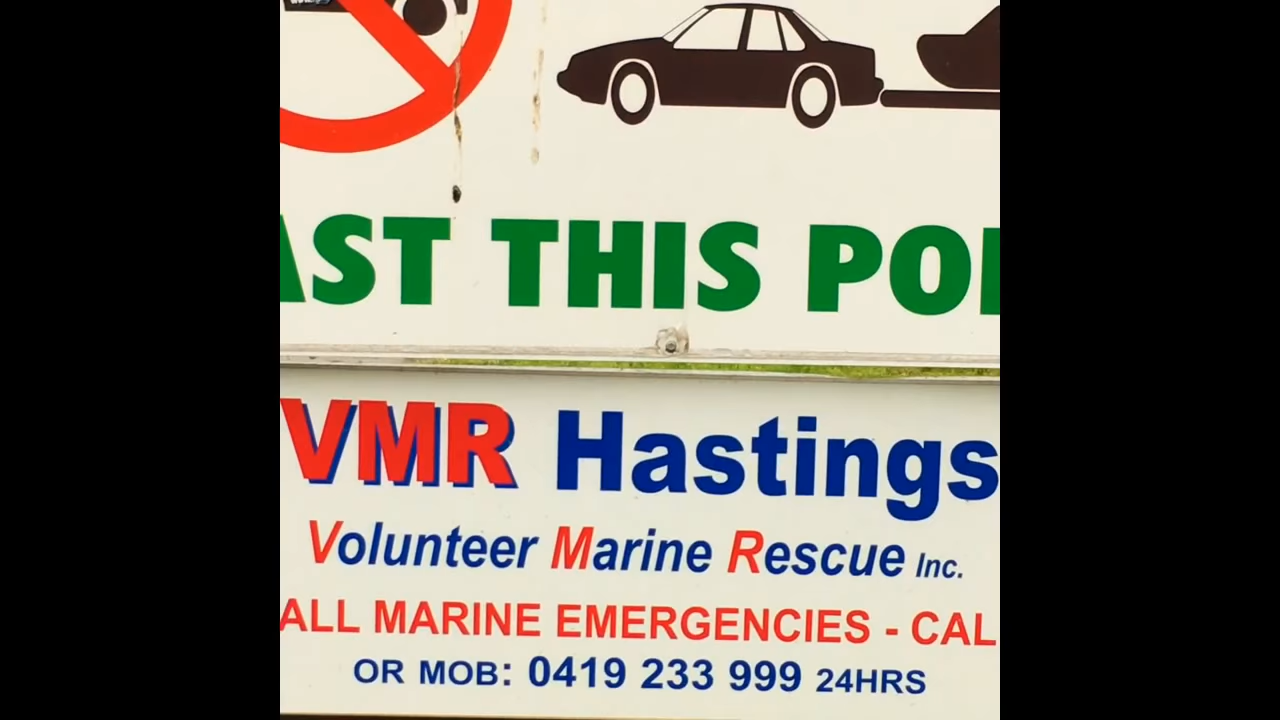 AST THIS PO
VMR Hastings
Volunteer Marine Rescue Inc.
ALL MARINE EMERGENCIES - CAL
OR MOB: 0419 233 999 24HRS